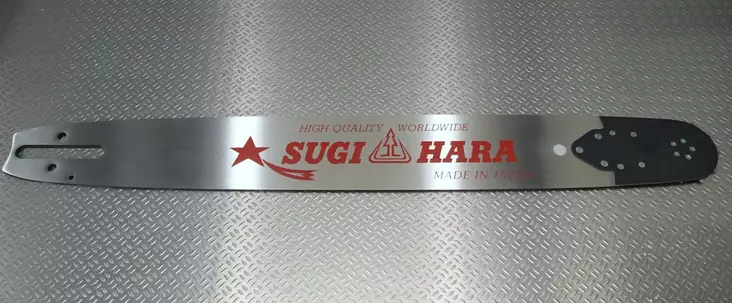 HIGH QUALITY WORLDWIDE
SUGI HARA
MADE IN JAPAN